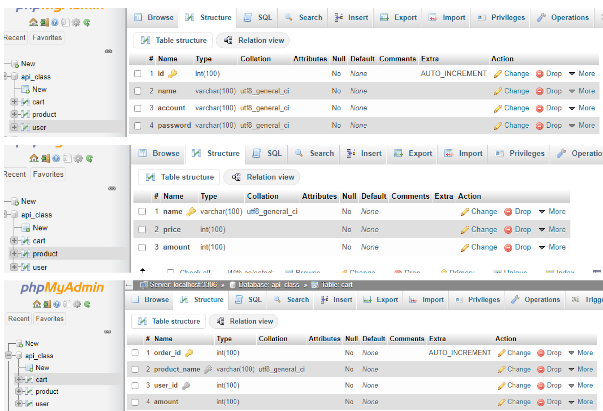 phpMyAdmin
Recent Favorites
New
api_class
New
cart
product
user
Browse Structure SQL Search Insert Export Import Privileges Operations
Table structure Relation view
# Name Type Collation Attributes Null Default Comments Extra Action
1 id int(100) No None AUTO_INCREMENT Change Drop More
2 name varchar(100) utf8_general_ci No None Change Drop More
3 account varchar(100) utf8_general_ci No None Change Drop More
4 password varchar(100) utf8_general_ci No None Change Drop More
Recent Favorites
New
api_class
New
cart
product
user
Browse Structure SQL Search Insert Export Import Privileges Operatio
Table structure Relation view
# Name Type Collation Attributes Null Default Comments Extra Action
1 name varchar(100) utf8_general_ci No None Change Drop More
2 price int(100) No None Change Drop More
3 amount int(100) No None Change Drop More
Check all With selected: Browse Change Drop Primary Unique Index
phpMyAdmin
Recent Favorites
New
api_class
New
cart
product
user
Server: localhost:3306 » Database: api_class » Table: cart
Browse Structure SQL Search Insert Export Import Privileges Operations Trigge
Table structure Relation view
# Name Type Collation Attributes Null Default Comments Extra Action
1 order_id int(100) No None AUTO_INCREMENT Change Drop More
2 product_name varchar(100) utf8_general_ci No None Change Drop More
3 user_id int(100) No None Change Drop More
4 amount int(100) No None Change Drop More